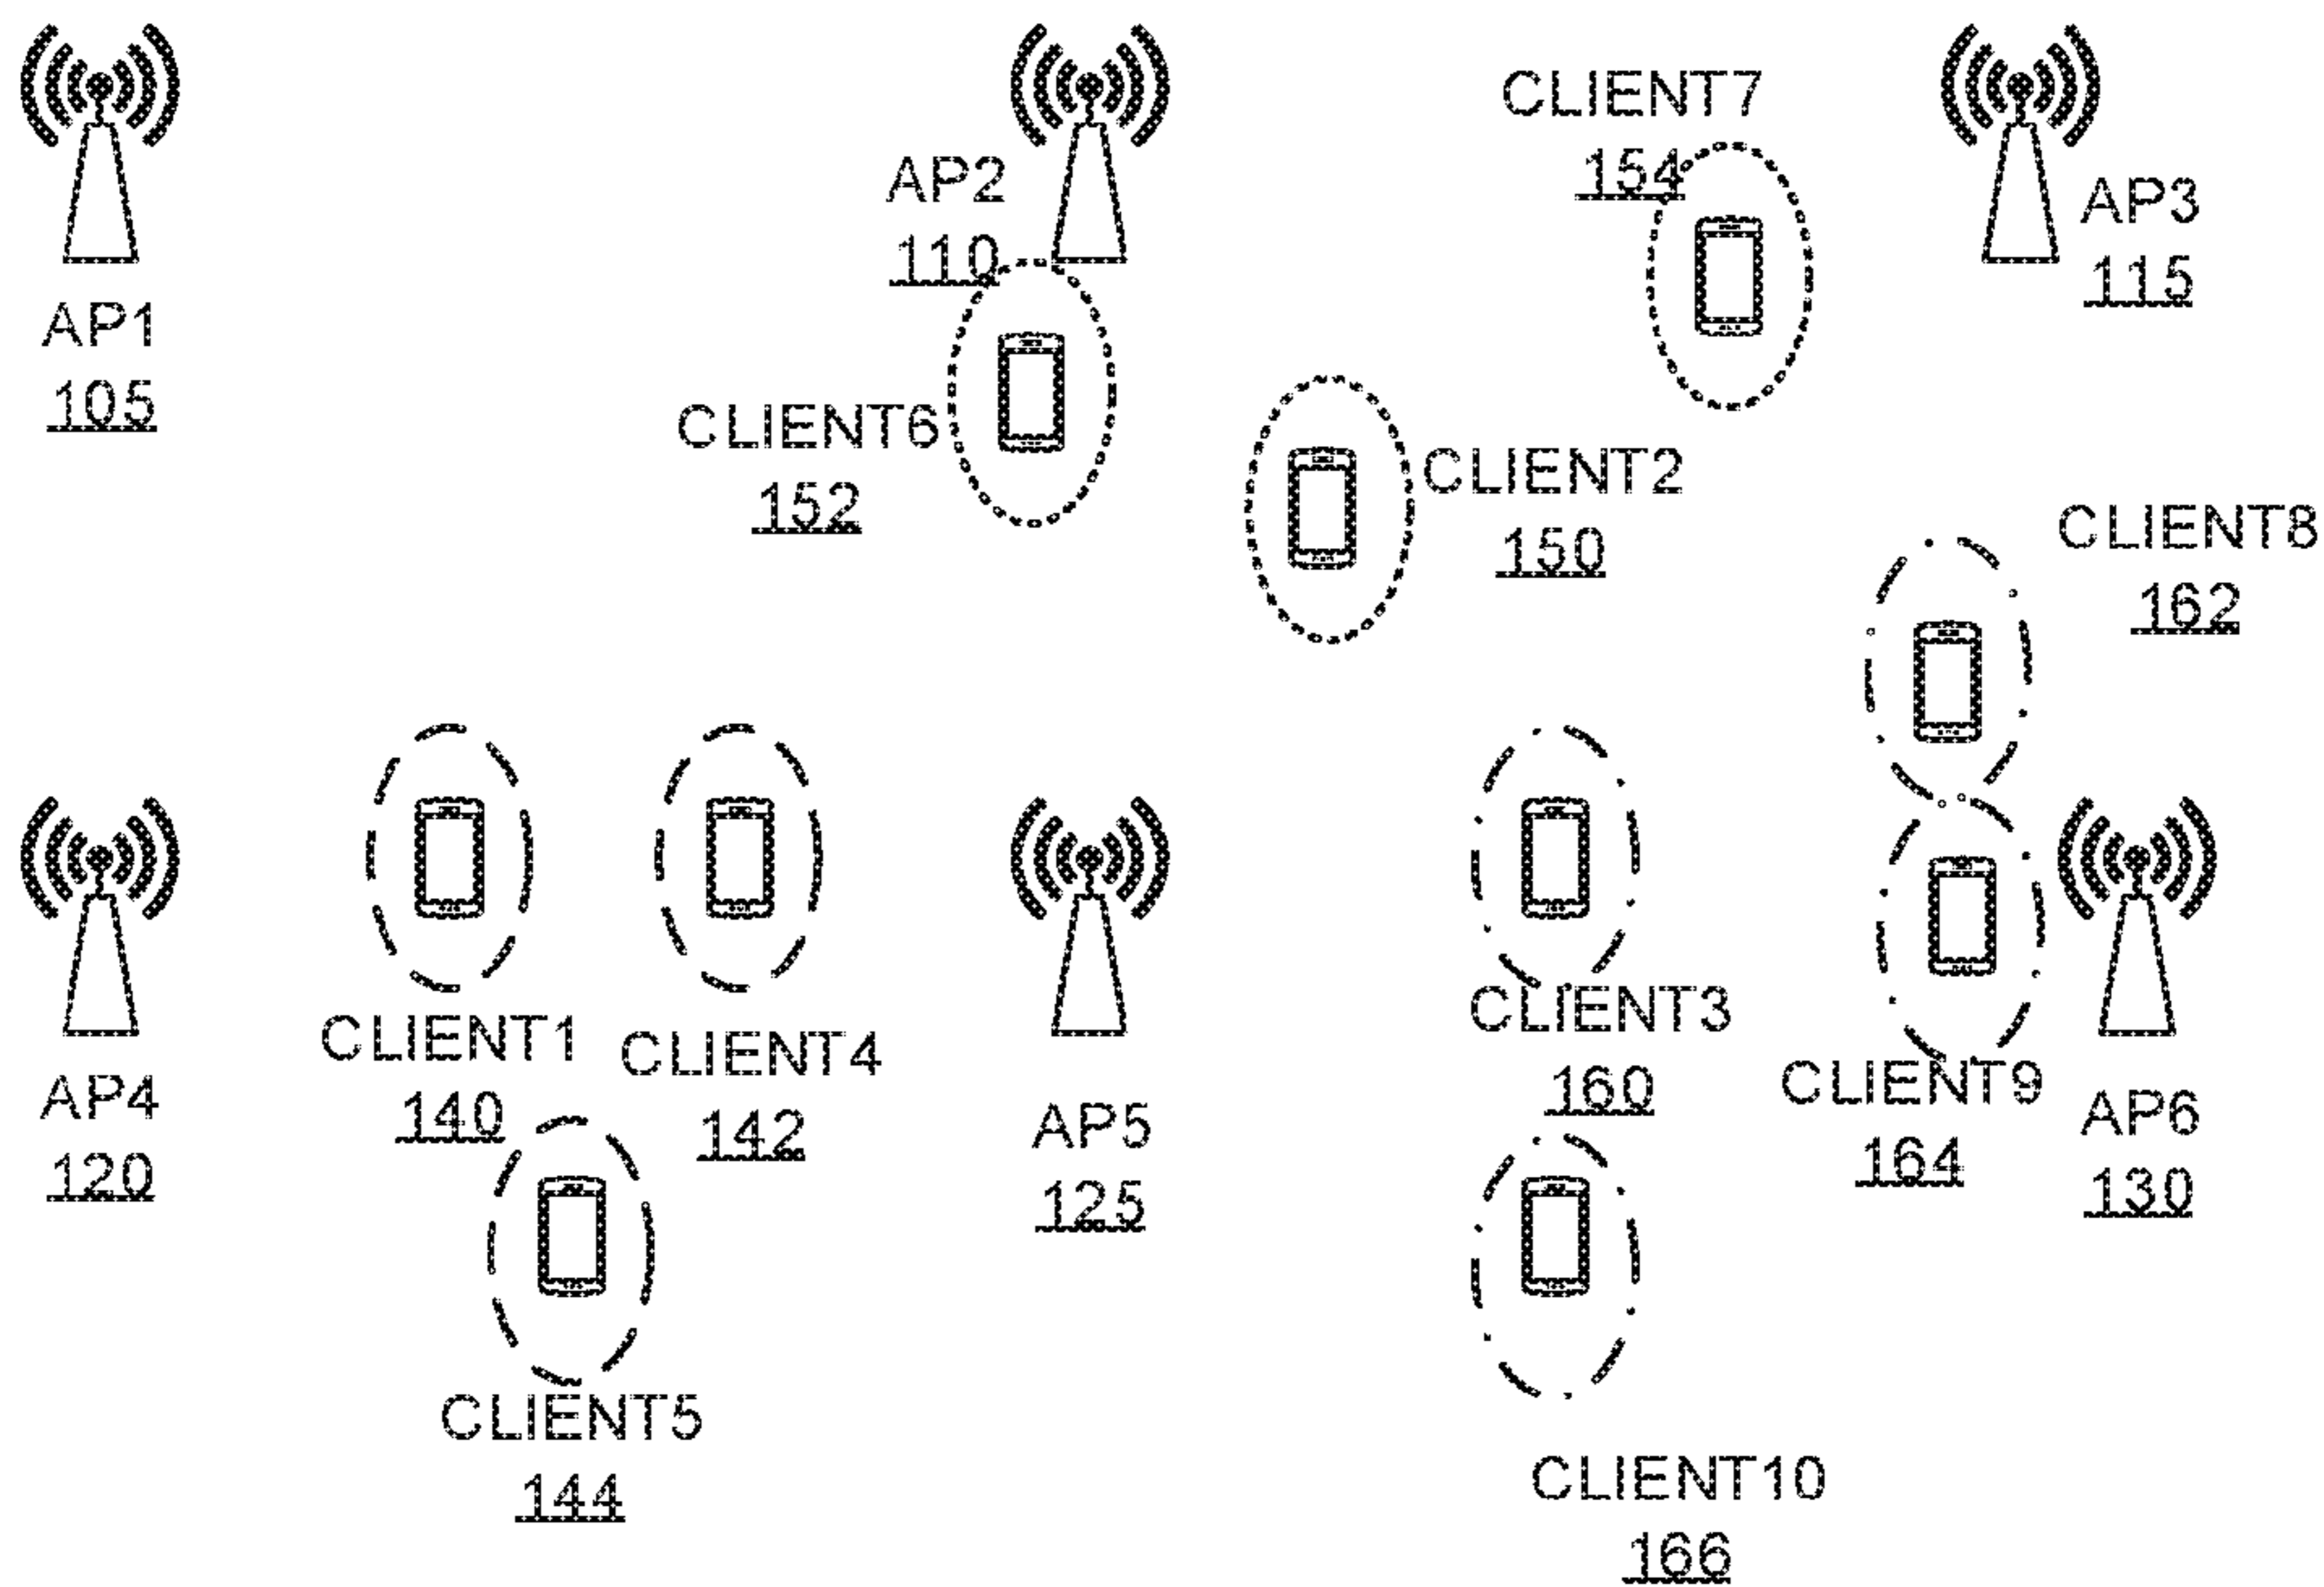 CLIENT7
154
AP2
110
AP3
115
AP1
105
CLIENT6
152
CLIENT2
150
CLIENT8
162
CLIENT1
140
CLIENT4
142
CLIENT3
160
CLIENT9
164
AP4
120
AP5
125
AP6
130
CLIENT5
144
CLIENT10
166